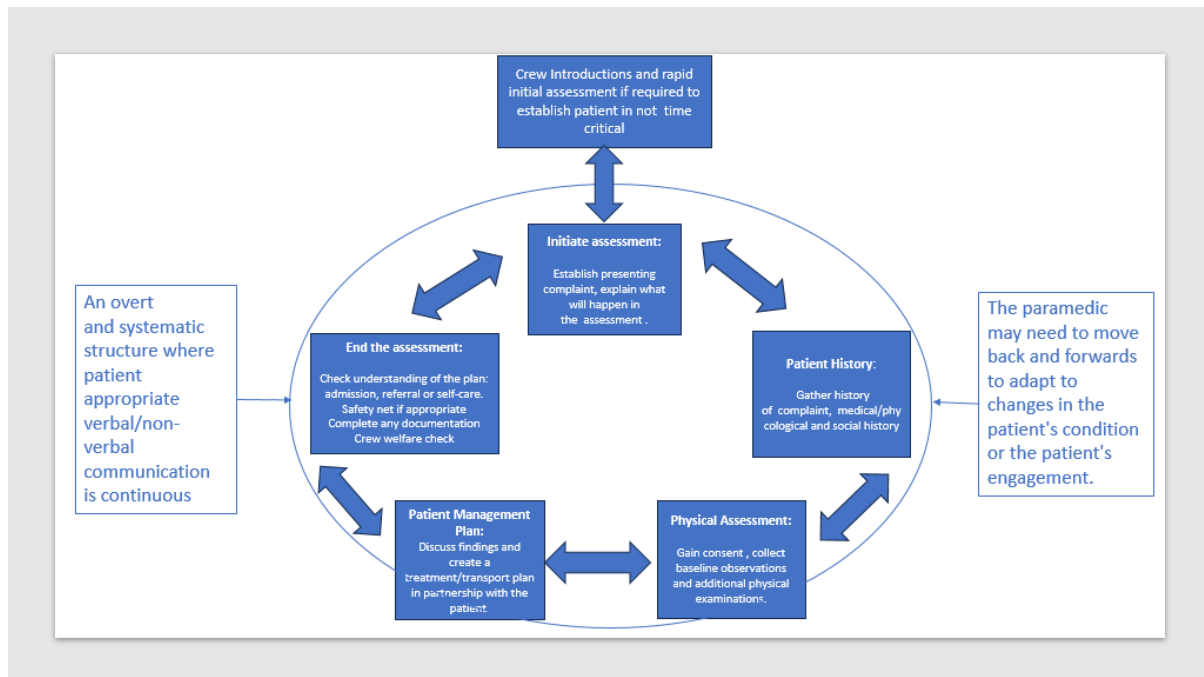 Crew Introductions and rapid
initial assessment if required to
establish patient in not  time
critical
Initiate assessment:
Establish presenting
complaint, explain what
will happen in
the  assessment .
An overt
and systematic
structure where
patient
appropriate
verbal/non-
verbal
communication
is continuous
End the assessment:
Check understanding of the plan:
admission, referral or self-care.
Safety net if appropriate
Complete any documentation
Crew welfare check
Patient History:
Gather history
of complaint,  medical/phy
cological and social history
The paramedic
may need to move
back and forwards
to adapt to
changes in the
patient's condition
or the patient's
engagement.
Patient Management
Plan:
Discuss findings and
create a
treatment/transport plan
in partnership with the
patient
Physical Assessment:
Gain consent , collect
baseline observations
and additional physical
examinations.